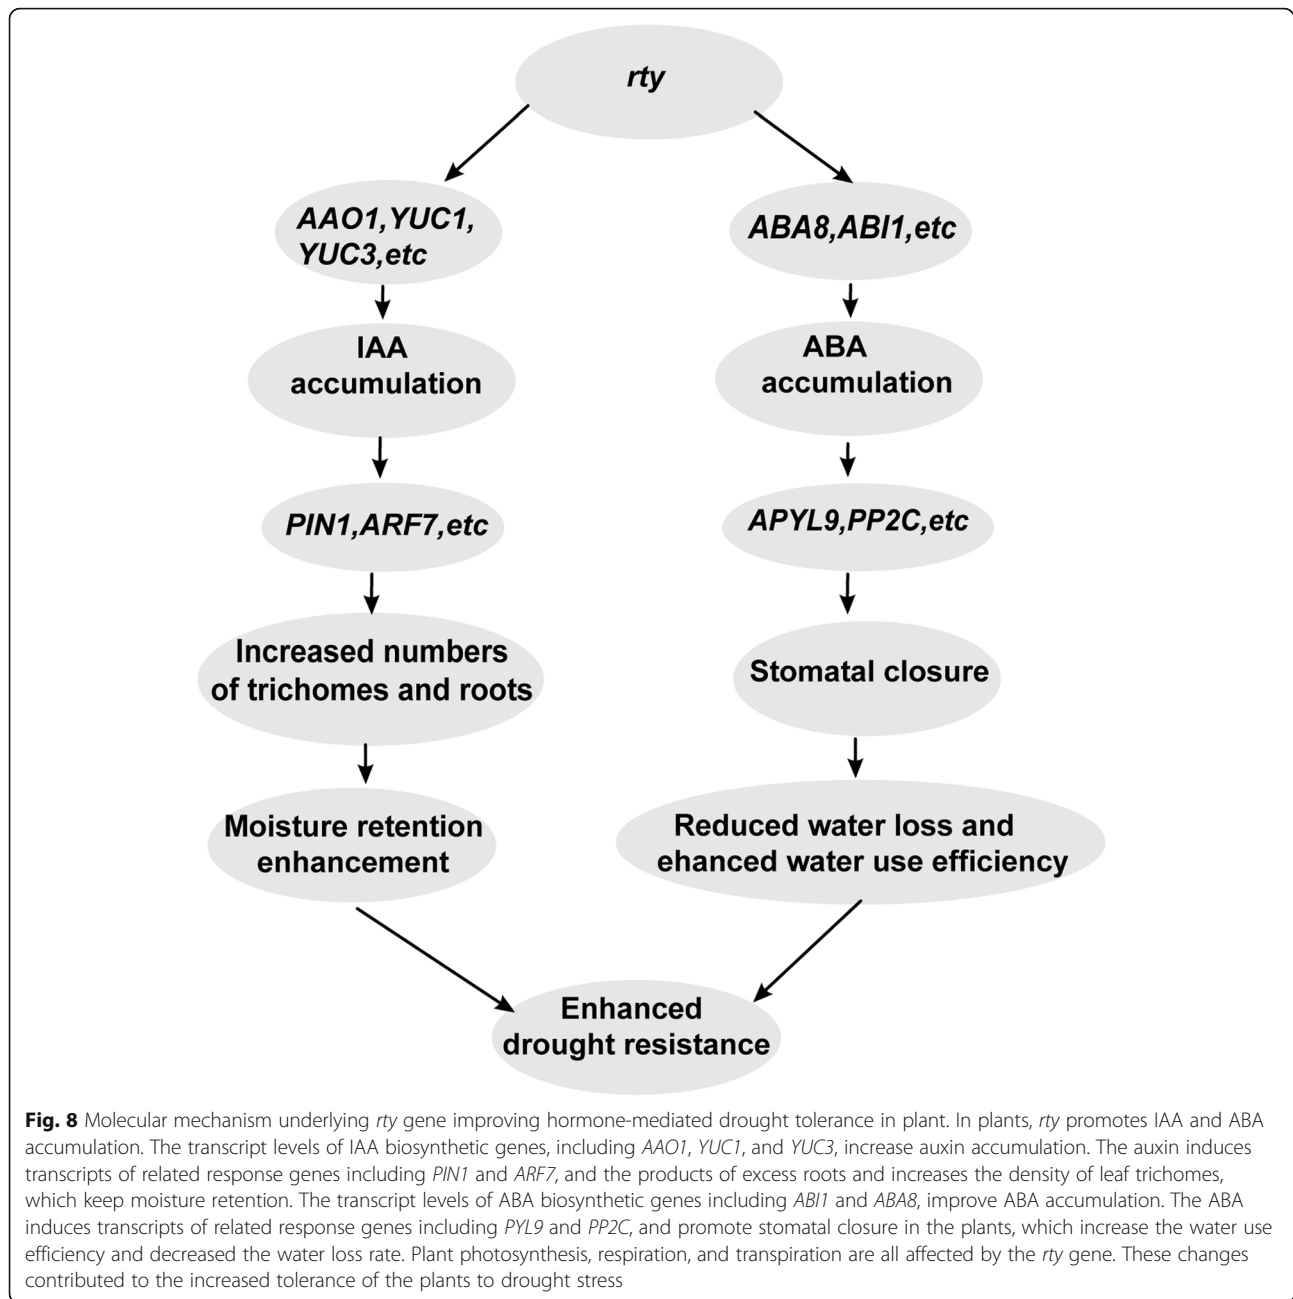 rty
AAO1,YUC1,
YUC3,etc
ABA8,ABI1,etc
IAA
accumulation
ABA
accumulation
PIN1,ARF7,etc
APYL9,PP2C,etc
Increased numbers
of trichomes and roots
Stomatal closure
Moisture retention
enhancement
Reduced water loss and
ehanced water use efficiency
Enhanced
drought resistance
Fig. 8 Molecular mechanism underlying rty gene improving hormone-mediated drought tolerance in plant. In plants, rty promotes IAA and ABA
accumulation. The transcript levels of IAA biosynthetic genes, including AAO1, YUC1, and YUC3, increase auxin accumulation. The auxin induces
transcripts of related response genes including PIN1 and ARF7, and the products of excess roots and increases the density of leaf trichomes,
which keep moisture retention. The transcript levels of ABA biosynthetic genes including ABI1 and ABA8, improve ABA accumulation. The ABA
induces transcripts of related response genes including PYL9 and PP2C, and promote stomatal closure in the plants, which increase the water use
efficiency and decreased the water loss rate. Plant photosynthesis, respiration, and transpiration are all affected by the rty gene. These changes
contributed to the increased tolerance of the plants to drought stress